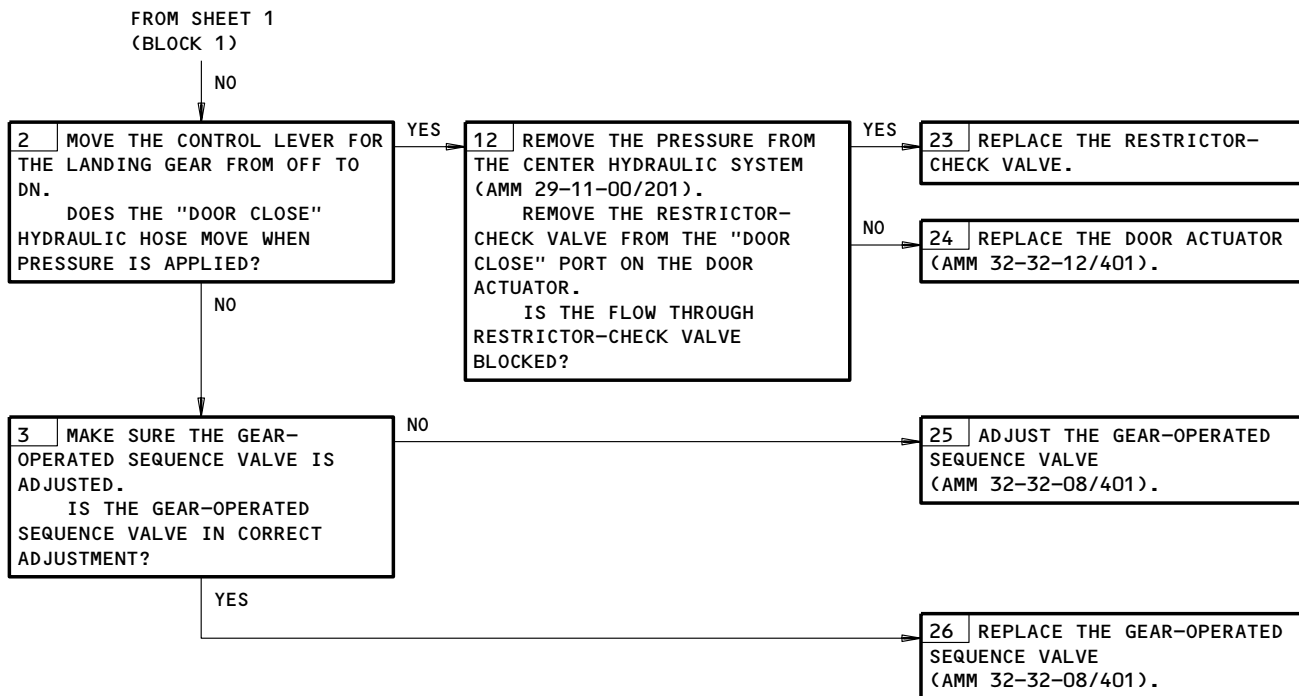 FROM SHEET 1
(BLOCK 1)
NO
2 MOVE THE CONTROL LEVER FOR
THE LANDING GEAR FROM OFF TO
DN.
DOES THE "DOOR CLOSE"
HYDRAULIC HOSE MOVE WHEN
PRESSURE IS APPLIED?
YES
12 REMOVE THE PRESSURE FROM
THE CENTER HYDRAULIC SYSTEM
(AMM 29-11-00/201).
REMOVE THE RESTRICTOR-
CHECK VALVE FROM THE "DOOR
CLOSE" PORT ON THE DOOR
ACTUATOR.
IS THE FLOW THROUGH
RESTRICTOR-CHECK VALVE
BLOCKED?
YES
23 REPLACE THE RESTRICTOR-
CHECK VALVE.
NO
24 REPLACE THE DOOR ACTUATOR
(AMM 32-32-12/401).
NO
3 MAKE SURE THE GEAR-
OPERATED SEQUENCE VALVE IS
ADJUSTED.
IS THE GEAR-OPERATED
SEQUENCE VALVE IN CORRECT
ADJUSTMENT?
NO
25 ADJUST THE GEAR-OPERATED
SEQUENCE VALVE
(AMM 32-32-08/401).
YES
26 REPLACE THE GEAR-OPERATED
SEQUENCE VALVE
(AMM 32-32-08/401).